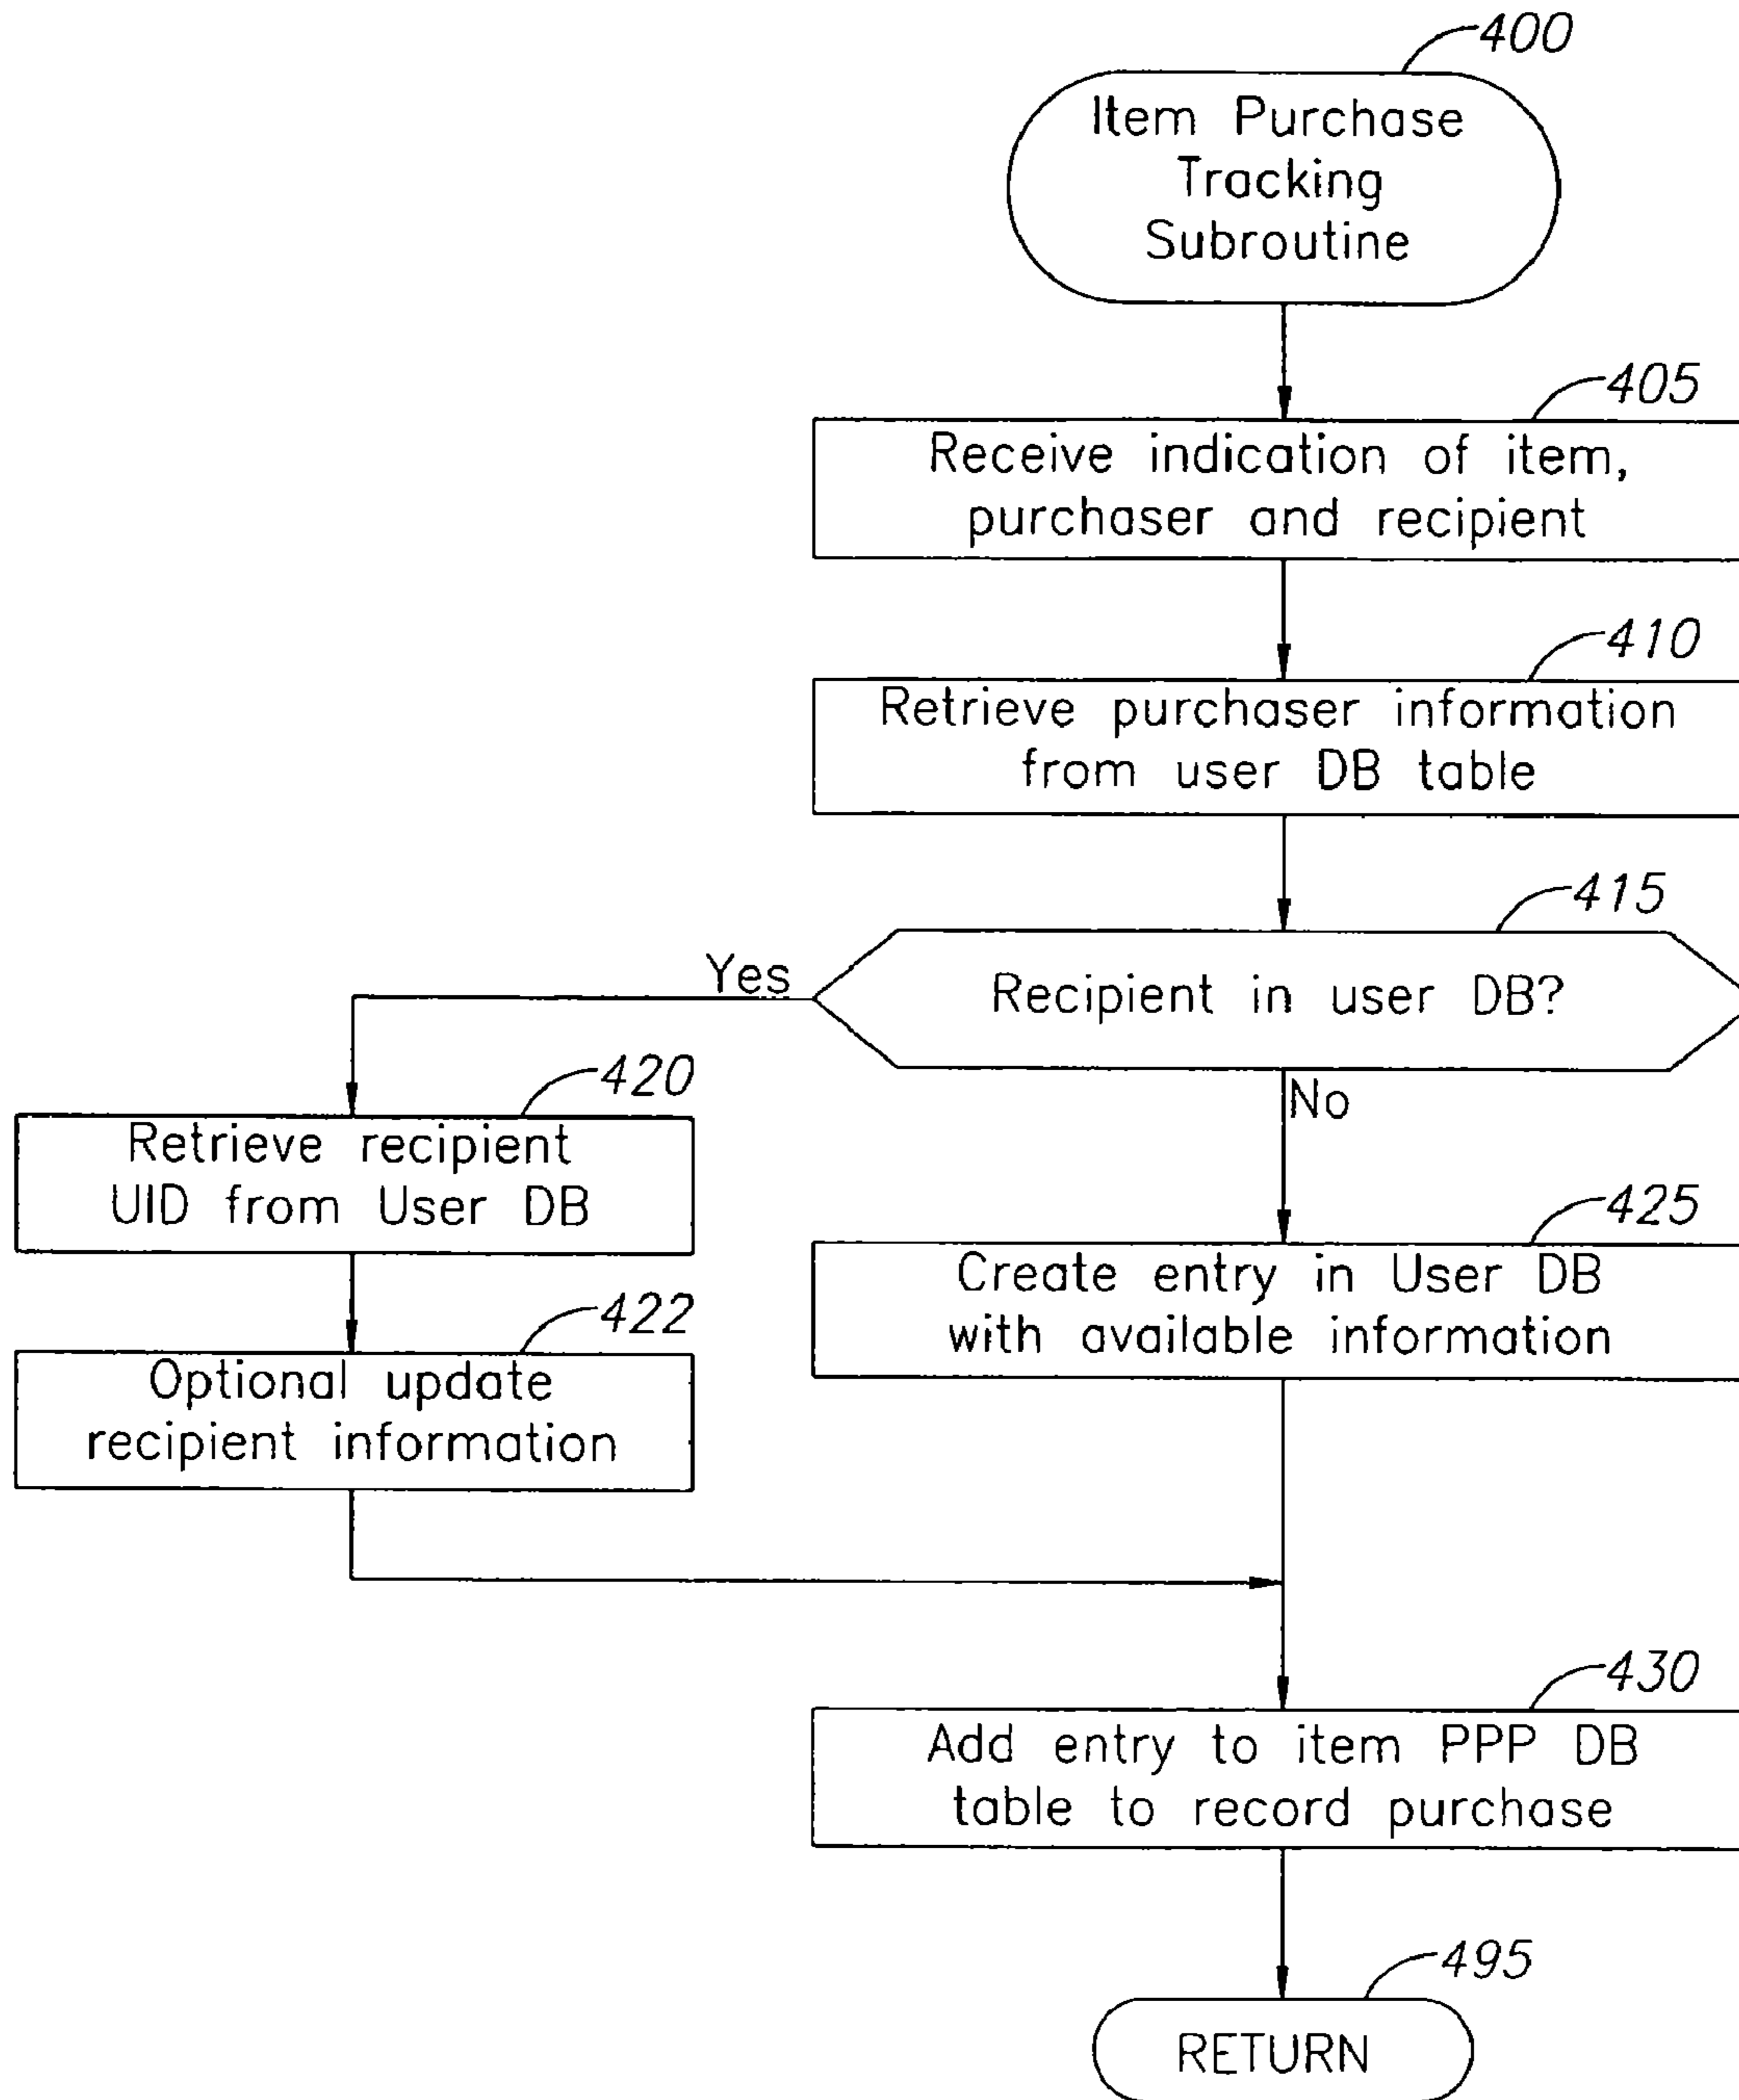 400
Item Purchase
Tracking
Subroutine
405
Receive indication of item,
purchaser and recipient
410
Retrieve purchaser information
from user DB table
415
Yes
Recipient in user DB?
No
420
Retrieve recipient
UID from User DB
425
Create entry in User DB
with available information
422
Optional update
recipient information
430
Add entry to item PPP DB
table to record purchase
495
RETURN